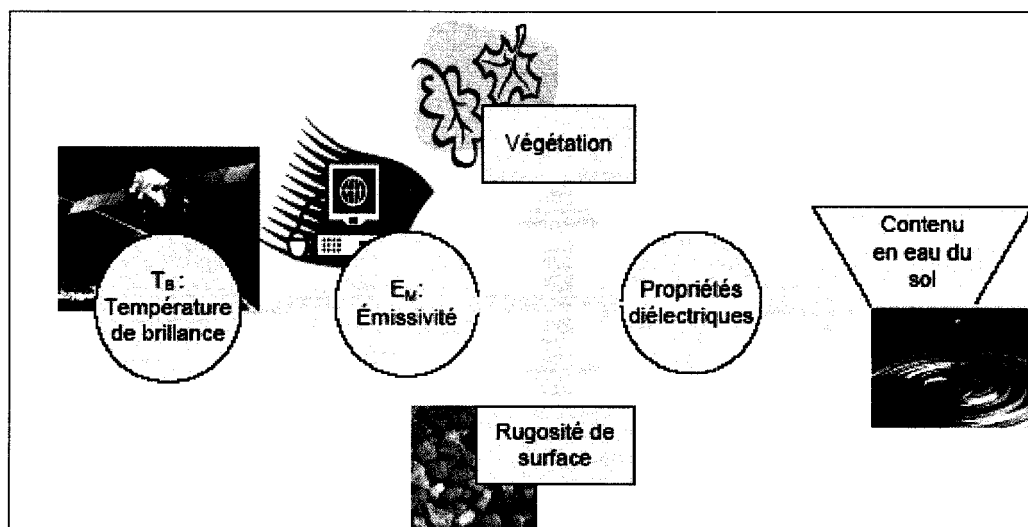 Végétation
T_B :
Température
de brillance
E_M:
Émissivité
Propriétés
diélectriques
Contenu
en eau du
sol
Rugosité de
surface